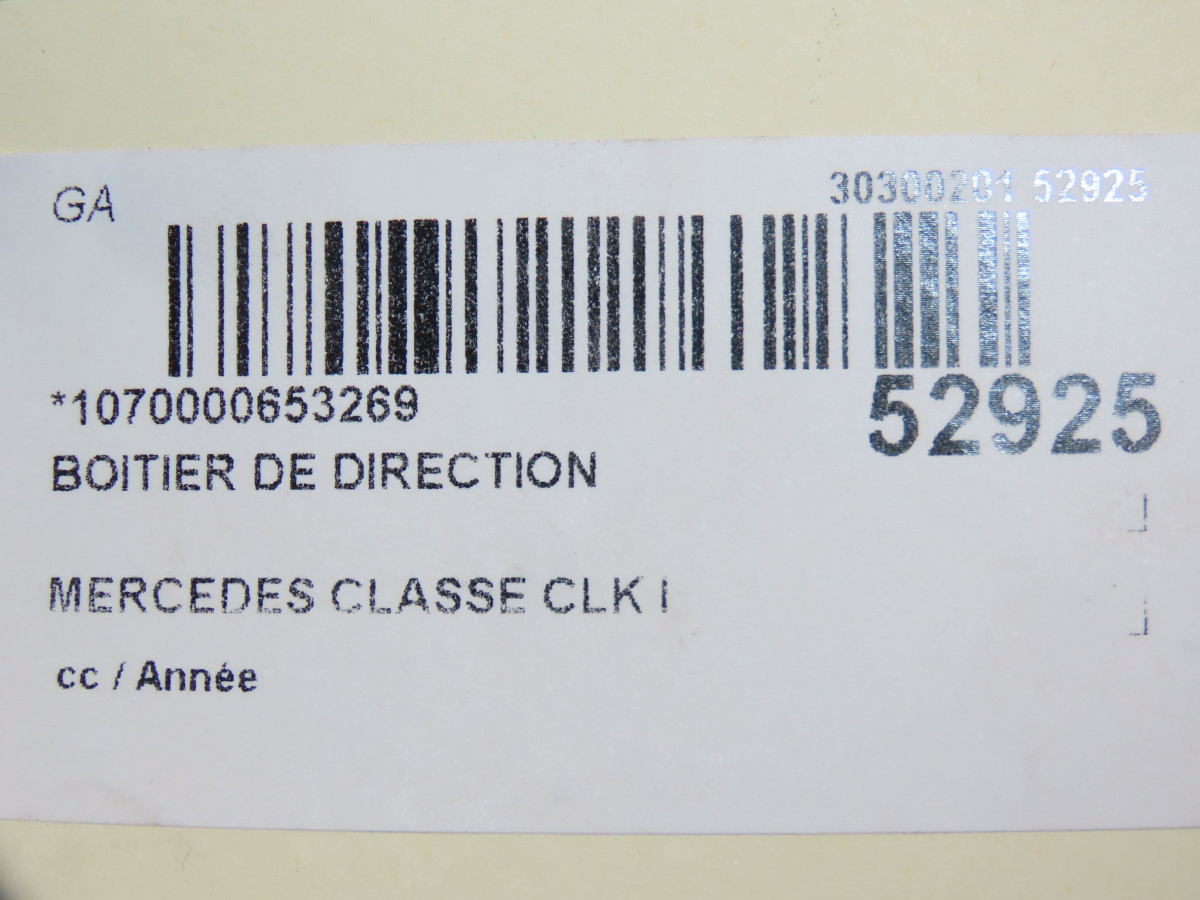 GA
30300201 52925
*1070000653269
52925
BOITIER DE DIRECTION
MERCEDES CLASSE CLK I
cc / Année